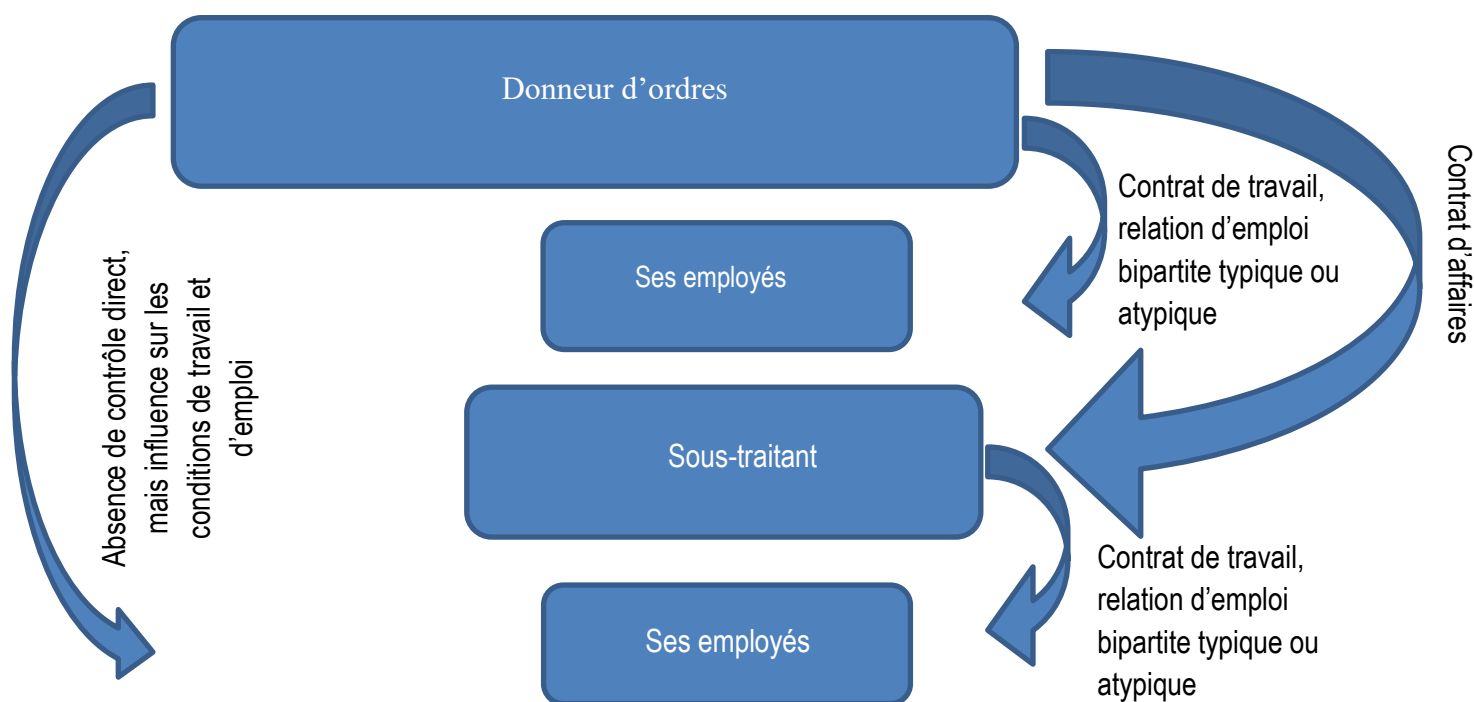 Donneur d'ordres
Contrat de travail,
relation d'emploi
bipartite typique ou
atypique
Contrat d'affaires
Ses employés
Absence de contrôle direct,
mais influence sur les
conditions de travail et
d'emploi
Sous-traitant
Contrat de travail,
relation d'emploi
bipartite typique ou
atypique
Ses employés